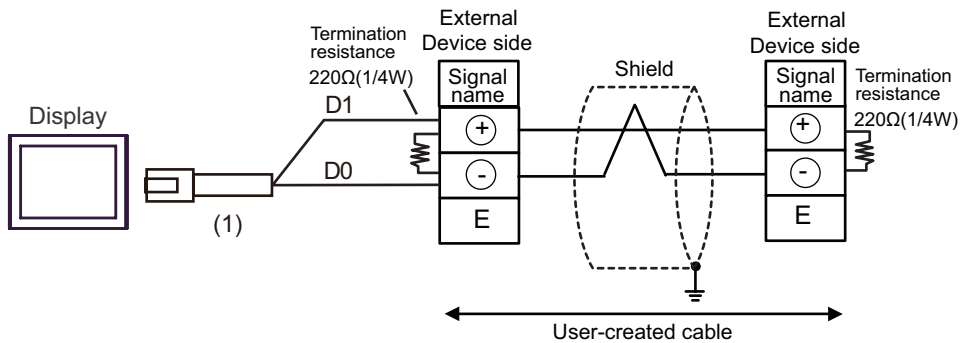 External
Device side
External
Device side
Termination
resistance
220Ω(1/4W)
Signal
name
Shield
Signal
name
Termination
resistance
220Ω(1/4W)
Display
D1
+
+
D0
-
-
(1)
E
E
User-created cable